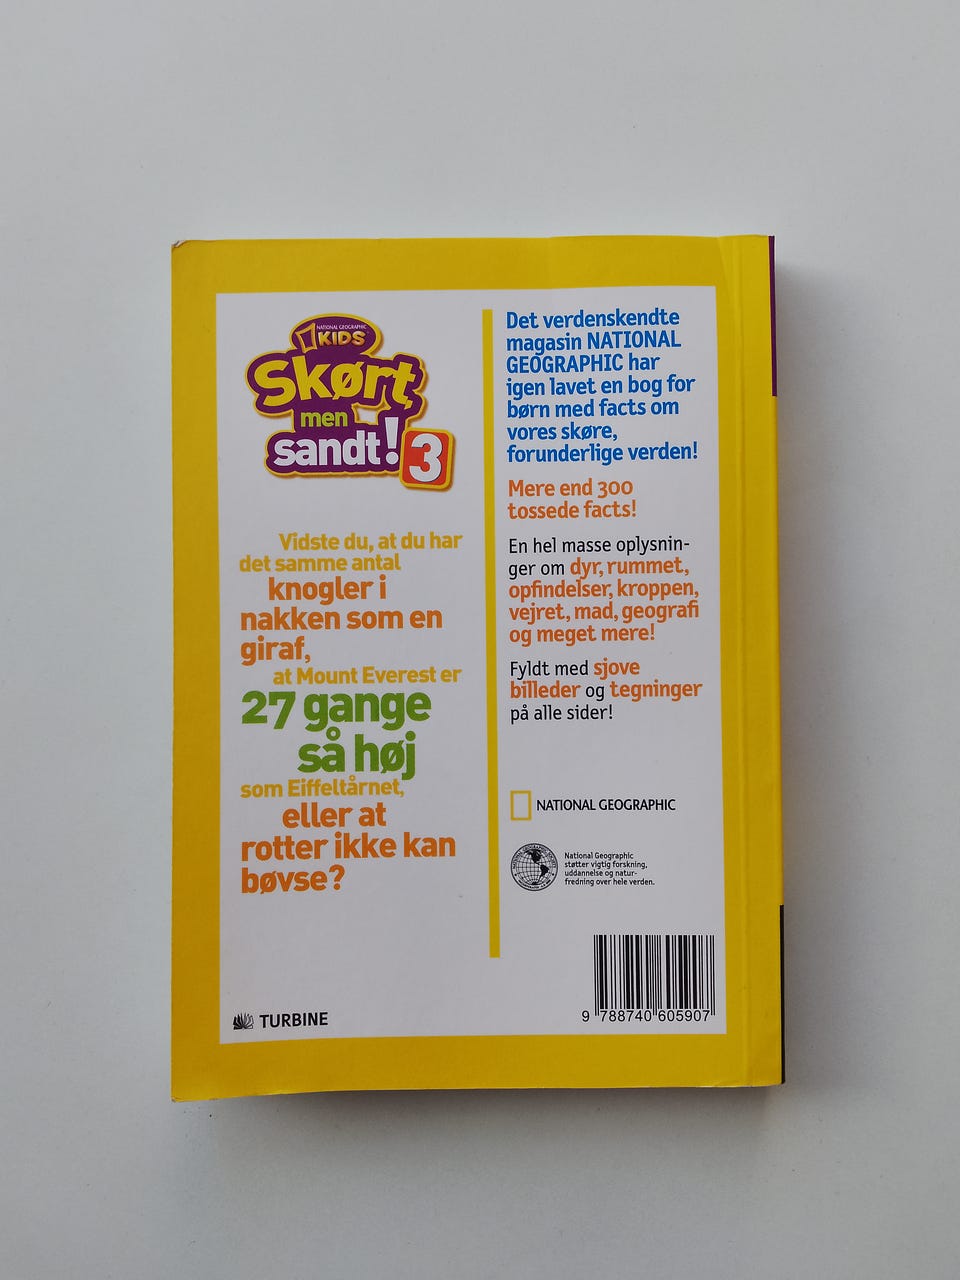 NATIONAL GEOGRAPHIC
KIDS
Skørt,
men
sandt! 3
Vidste du, at du har
det samme antal
knogler i
nakken som en
giraf,
at Mount Everest er
27 gange
så høj
som Eiffeltårnet,
eller at
rotter ikke kan
bøvse?
TURBINE
Det verdenskendte
magasin NATIONAL
GEOGRAPHIC har
igen lavet en bog for
børn med facts om
vores skøre,
forunderlige verden!
Mere end 300
tossede facts!
En hel masse oplysnin-
ger om dyr, rummet,
opfindelser, kroppen,
vejret, mad, geografi
og meget mere!
Fyldt med sjove
billeder og tegninger
på alle sider!
NATIONAL GEOGRAPHIC
National Geographic
støtter vigtig forskning,
uddannelse og natur-
fredning over hele verden.
9 788740 605907